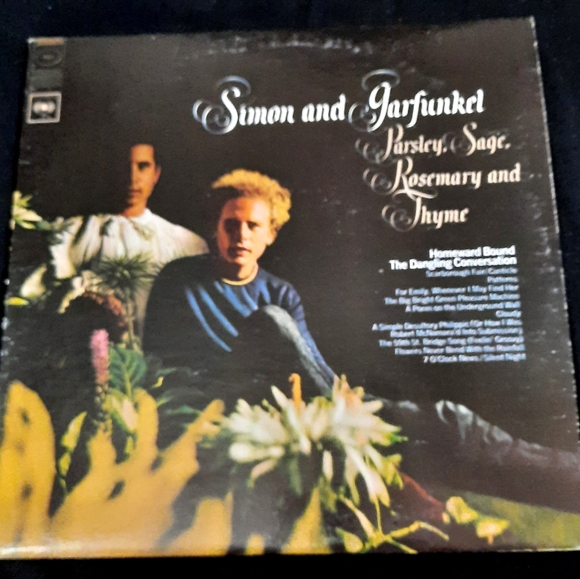 Simon and Garfunkel
Parsley, Sage,
Rosemary and
Thyme
Homeward Bound
The Dangling Conversation
Scarborough Fair/Canticle
Patterns
For Emily, Whenever I May Find Her
The Big Bright Green Pleasure Machine
A Poem on the Underground Wall
Cloudy
A Simple Desultory Philippic (Or How I Was
Robert McNamara'd Into Submission)
The 59th St. Bridge Song (Feelin' Groovy)
Flowers Never Bend With the Rainfall
7 O'Clock News / Silent Night